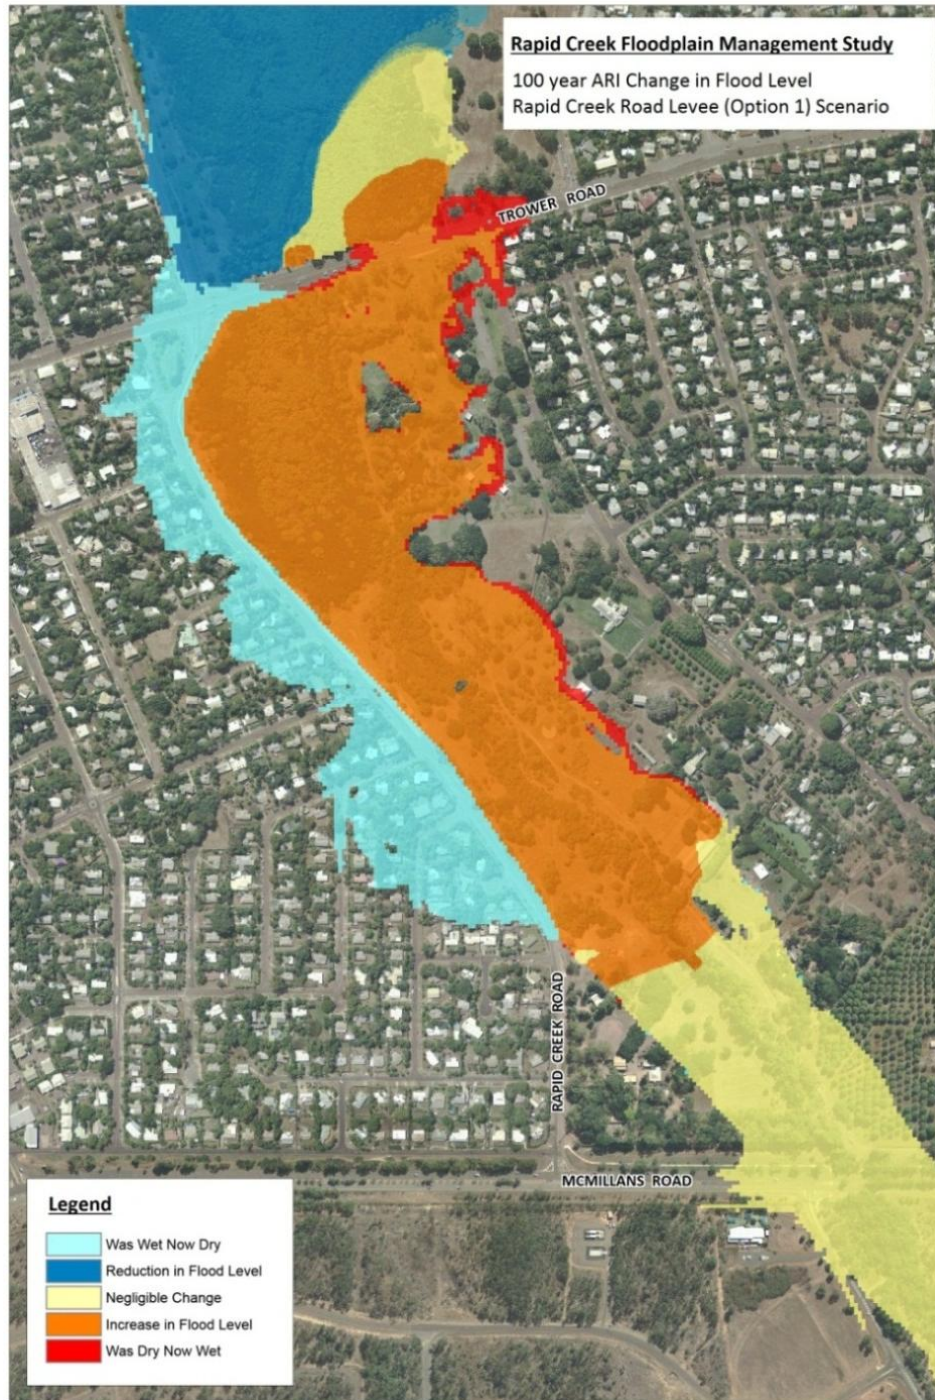 Rapid Creek Floodplain Management Study
100 year ARI Change in Flood Level
Rapid Creek Road Levee (Option 1) Scenario
TROWER ROAD
RAPID CREEK ROAD
MCMILLANS ROAD
Legend
Was Wet Now Dry
Reduction in Flood Level
Negligible Change
Increase in Flood Level
Was Dry Now Wet